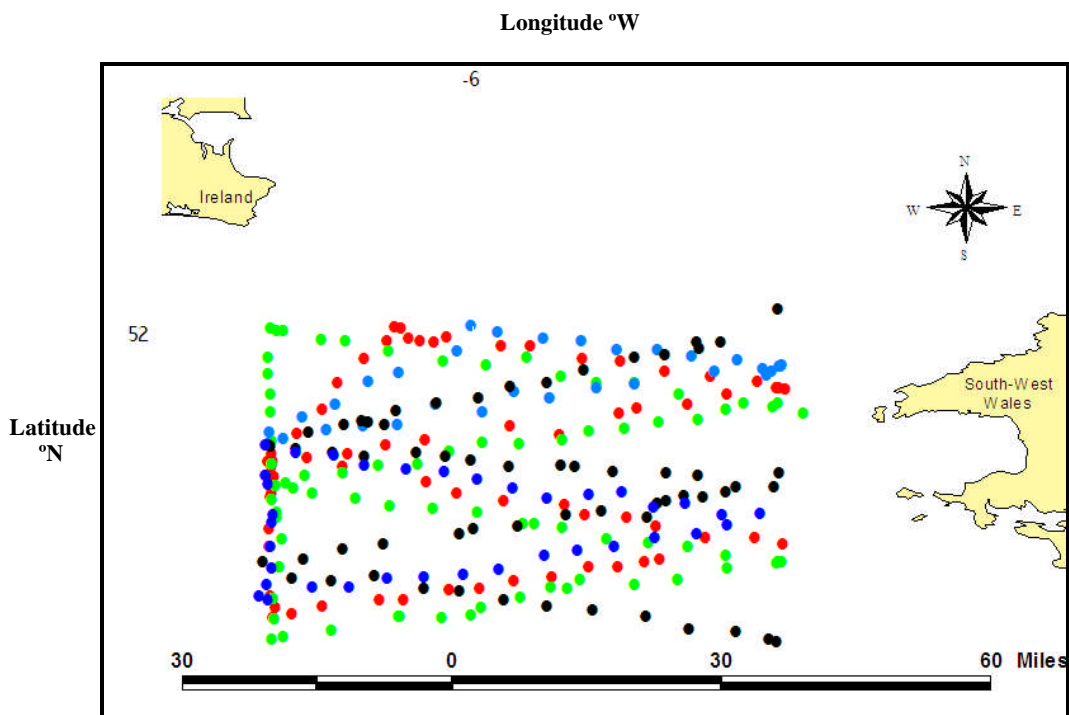 Longitude ºW
-6
N
Ireland
W E
S
52
South-West
Wales
Latitude
ºN
30 0 30 60 Miles